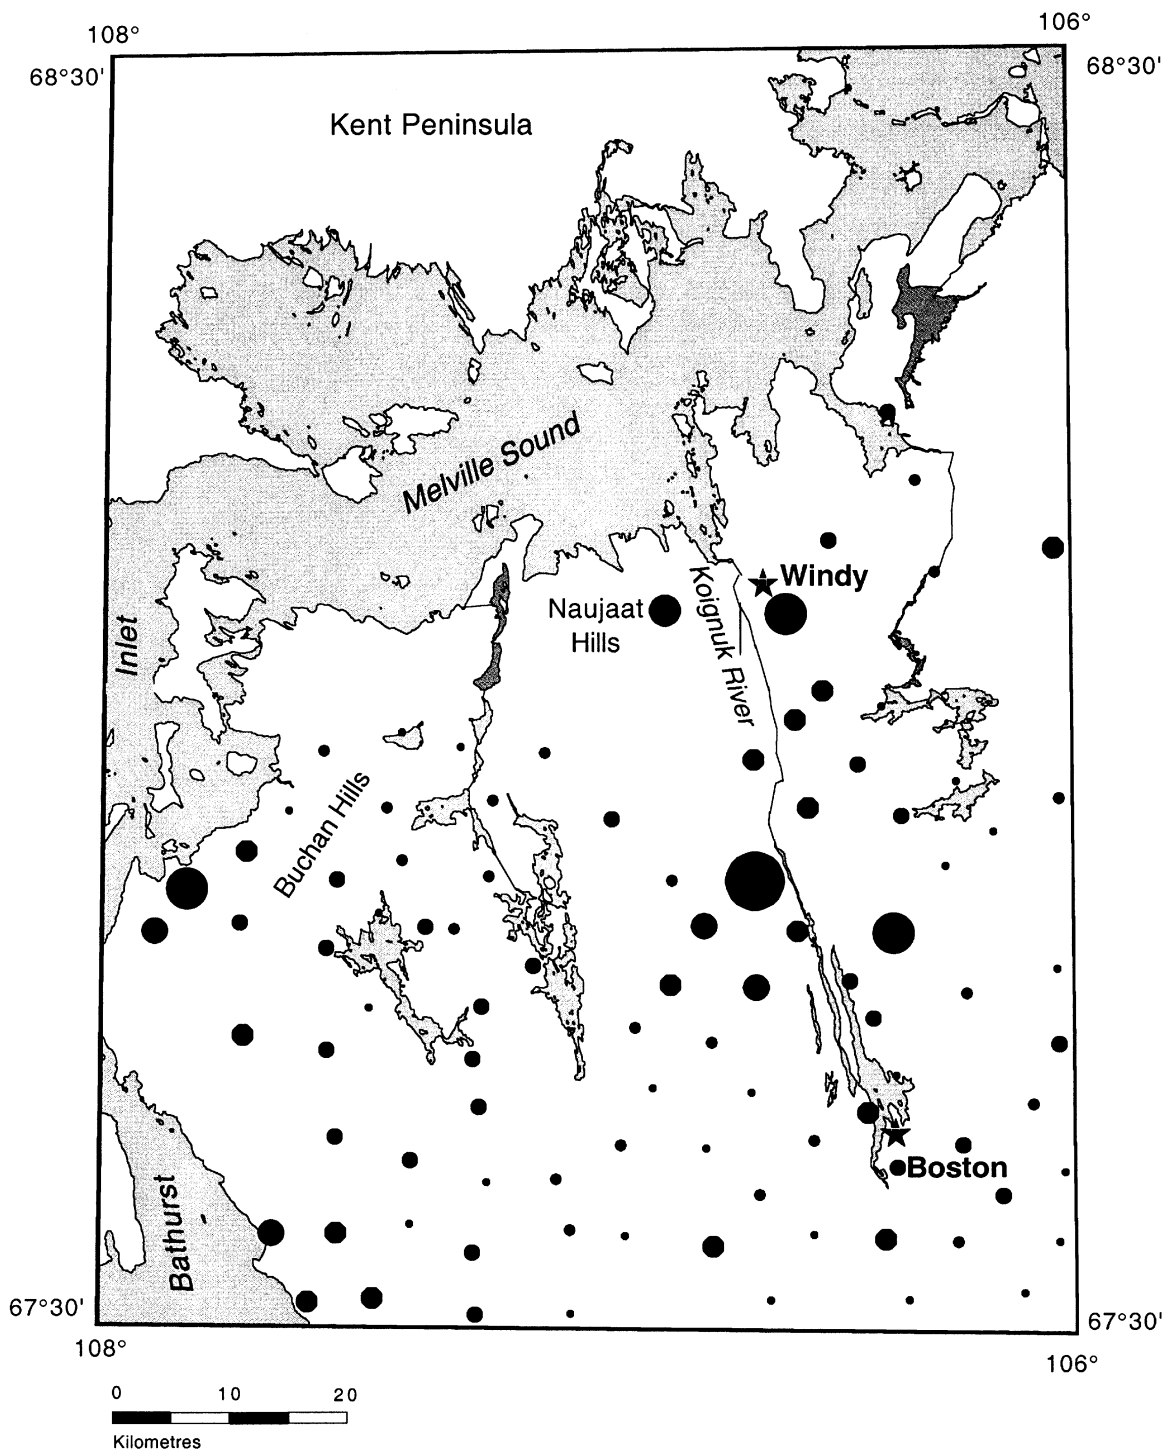 108°
106°
68°30'
68°30'
Kent Peninsula
Melville Sound
Windy
Naujaat
Hills
Koignuk River
Inlet
Buchan Hills
Boston
Bathurst
67°30'
67°30'
108°
106°
0 10 20
Kilometres